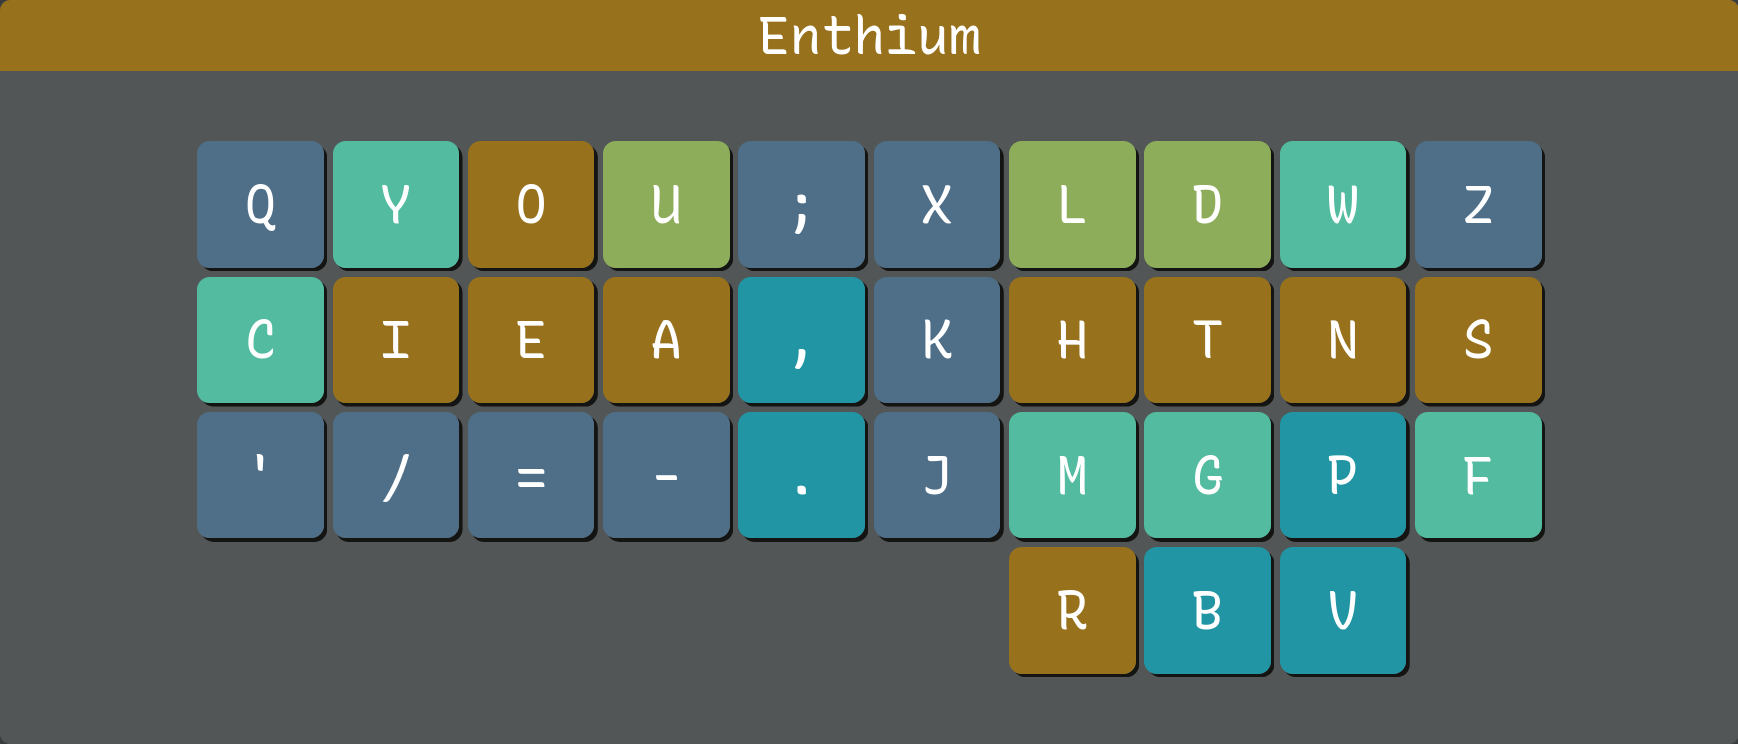 Enthium
Q Y O U ; X L D W Z
C I E A , K H T N S
' / = - . J M G P F
R B V